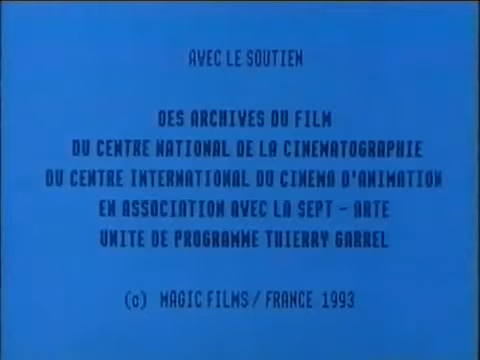 AVEC LE SOUTIEN
DES ARCHIVES DU FILM
DU CENTRE NATIONAL DE LA CINEMATOGRAPHIE
DU CENTRE INTERNATIONAL DU CINEMA D'ANIMATION
EN ASSOCIATION AVEC LA SEPT - ARTE
UNITE DE PROGRAMME THIERRY GARREL
(c) MAGIC FILMS / FRANCE 1993